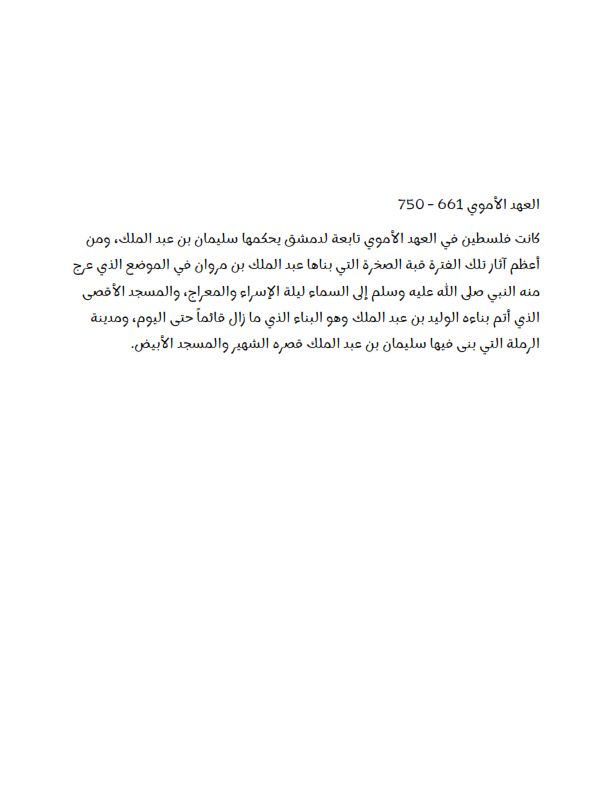 العهد الأموي 661 - 750
كانت فلسطين في العهد الأموي تابعة لدمشق يحكمها سليمان بن عبد الملك، ومن
أعظم آثار تلك الفترة قبة الصخرة التي بناها عبد الملك بن مروان في الموضع الذي عرج
منه النبي صلى الله عليه وسلم إلى السماء ليلة الإسراء والمعراج، والمسجد الأقصى
الذي أتم بناءه الوليد بن عبد الملك وهو البناء الذي ما زال قائماً حتى اليوم، ومدينة
الرملة التي بنى فيها سليمان بن عبد الملك قصره الشهير والمسجد الأبيض.